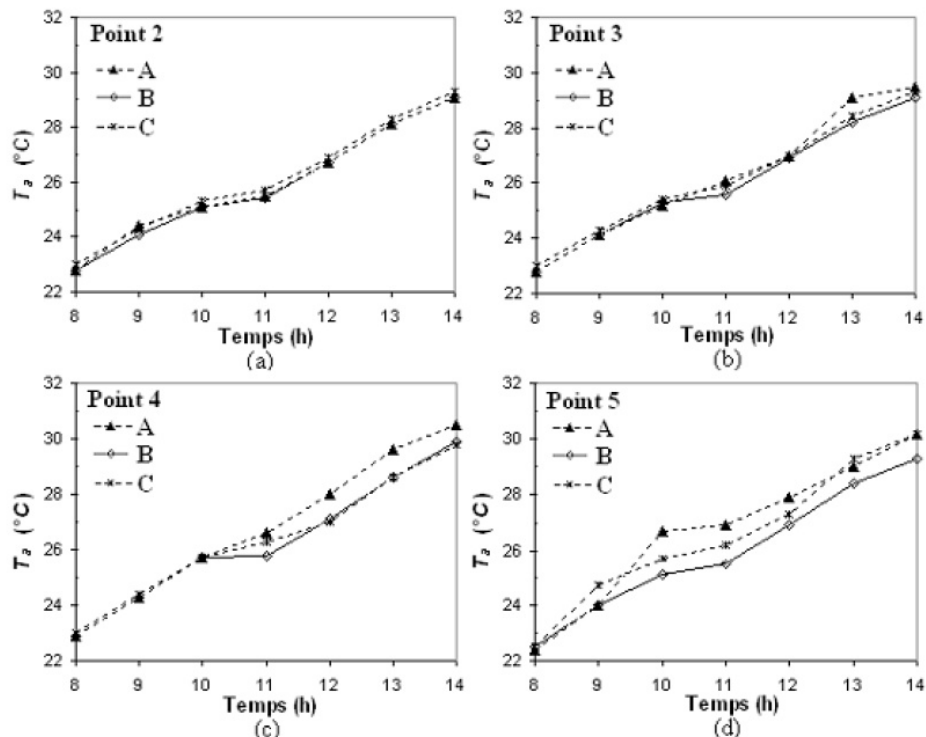 Point 2
A
B
C
Ta (°C)
32
30
28
26
24
22
8 9 10 11 12 13 14
Temps (h)
(a)
Point 3
A
B
C
Ta (°C)
32
30
28
26
24
22
8 9 10 11 12 13 14
Temps (h)
(b)
Point 4
A
B
C
Ta (°C)
32
30
28
26
24
22
8 9 10 11 12 13 14
Temps (h)
(c)
Point 5
A
B
C
Ta (°C)
32
30
28
26
24
22
8 9 10 11 12 13 14
Temps (h)
(d)